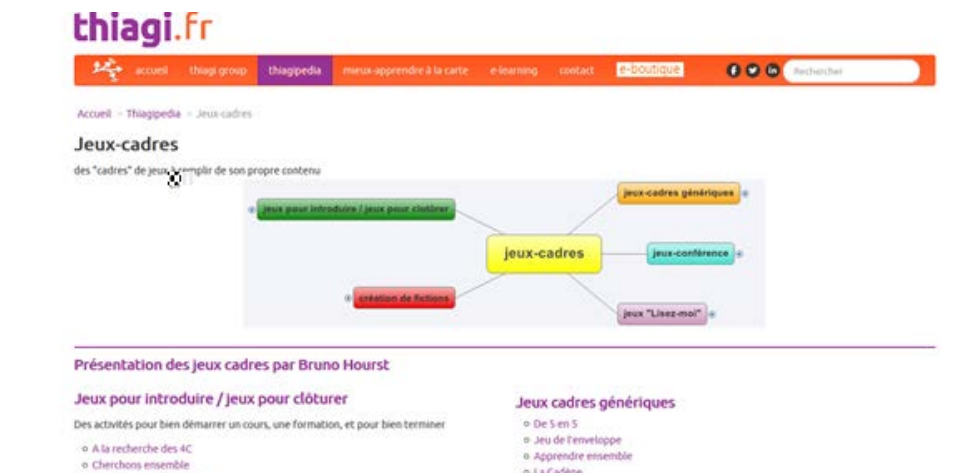 thiagi.fr
accueil thiagi group thiagipedia mieux-apprendre à la carte e-learning contact e-boutique Rechercher
Accueil Thiagipedia Jeux-cadres
Jeux-cadres
des "cadres" de jeux à remplir de son propre contenu
jeux pour introduire / jeux pour clotûrer
jeux-cadres génériques
jeux-cadres
jeux-conférence
création de fictions
jeux "Lisez-moi"
Présentation des jeux cadres par Bruno Hourst
Jeux pour introduire / jeux pour clôturer
Des activités pour bien démarrer un cours, une formation, et pour bien terminer
A la recherche des 4C
Cherchons ensemble
Jeux cadres génériques
De 5 en 5
Jeu de l'enveloppe
Apprendre ensemble